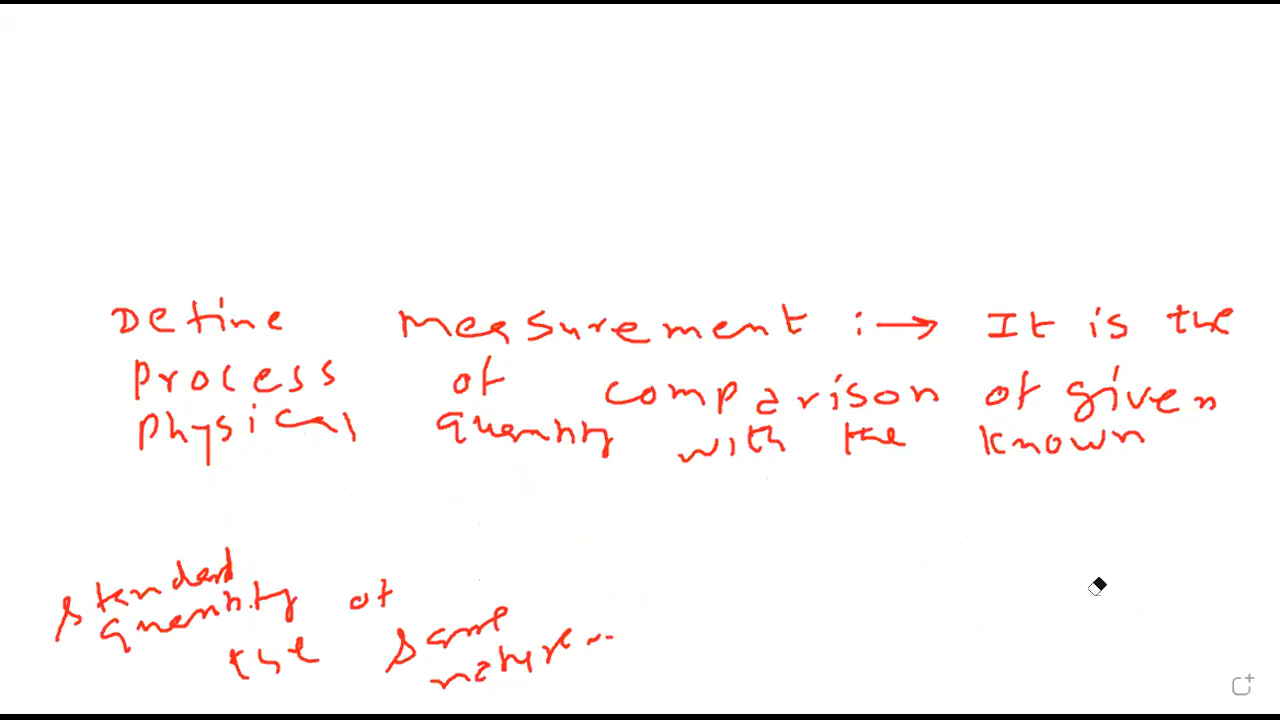 Define measurement :→ It is the
process of comparison of given
physical quantity with the known
standard
quantity of
the same
nature..